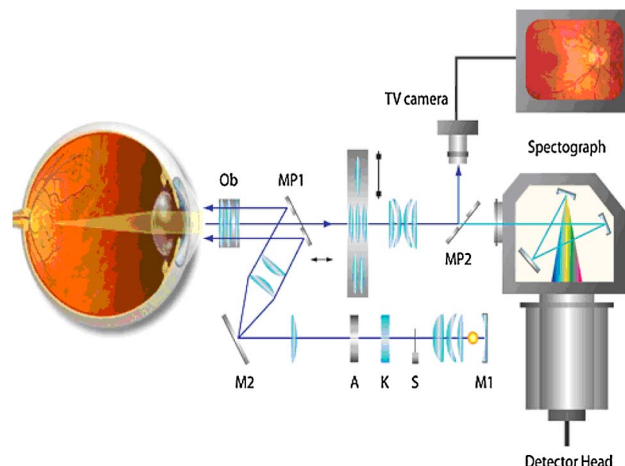 TV camera
Spectograph
Ob
MP1
MP2
M2
A
K
S
M1
Detector Head